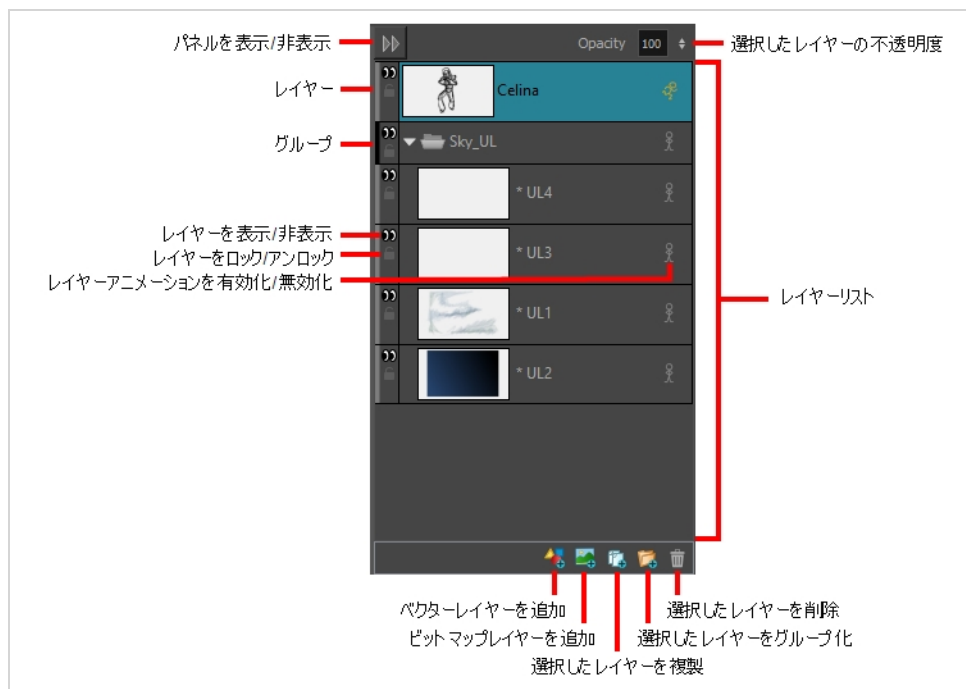 パネルを表示/非表示
Opacity 100
選択したレイヤーの不透明度
レイヤー
Celina
グループ
Sky_UL
* UL4
レイヤーを表示/非表示
レイヤーをロック/アンロック
* UL3
レイヤーアニメーションを有効化/無効化
レイヤーリスト
* UL1
* UL2
ベクターレイヤーを追加
選択したレイヤーを削除
ビットマップレイヤーを追加
選択したレイヤーをグループ化
選択したレイヤーを複製